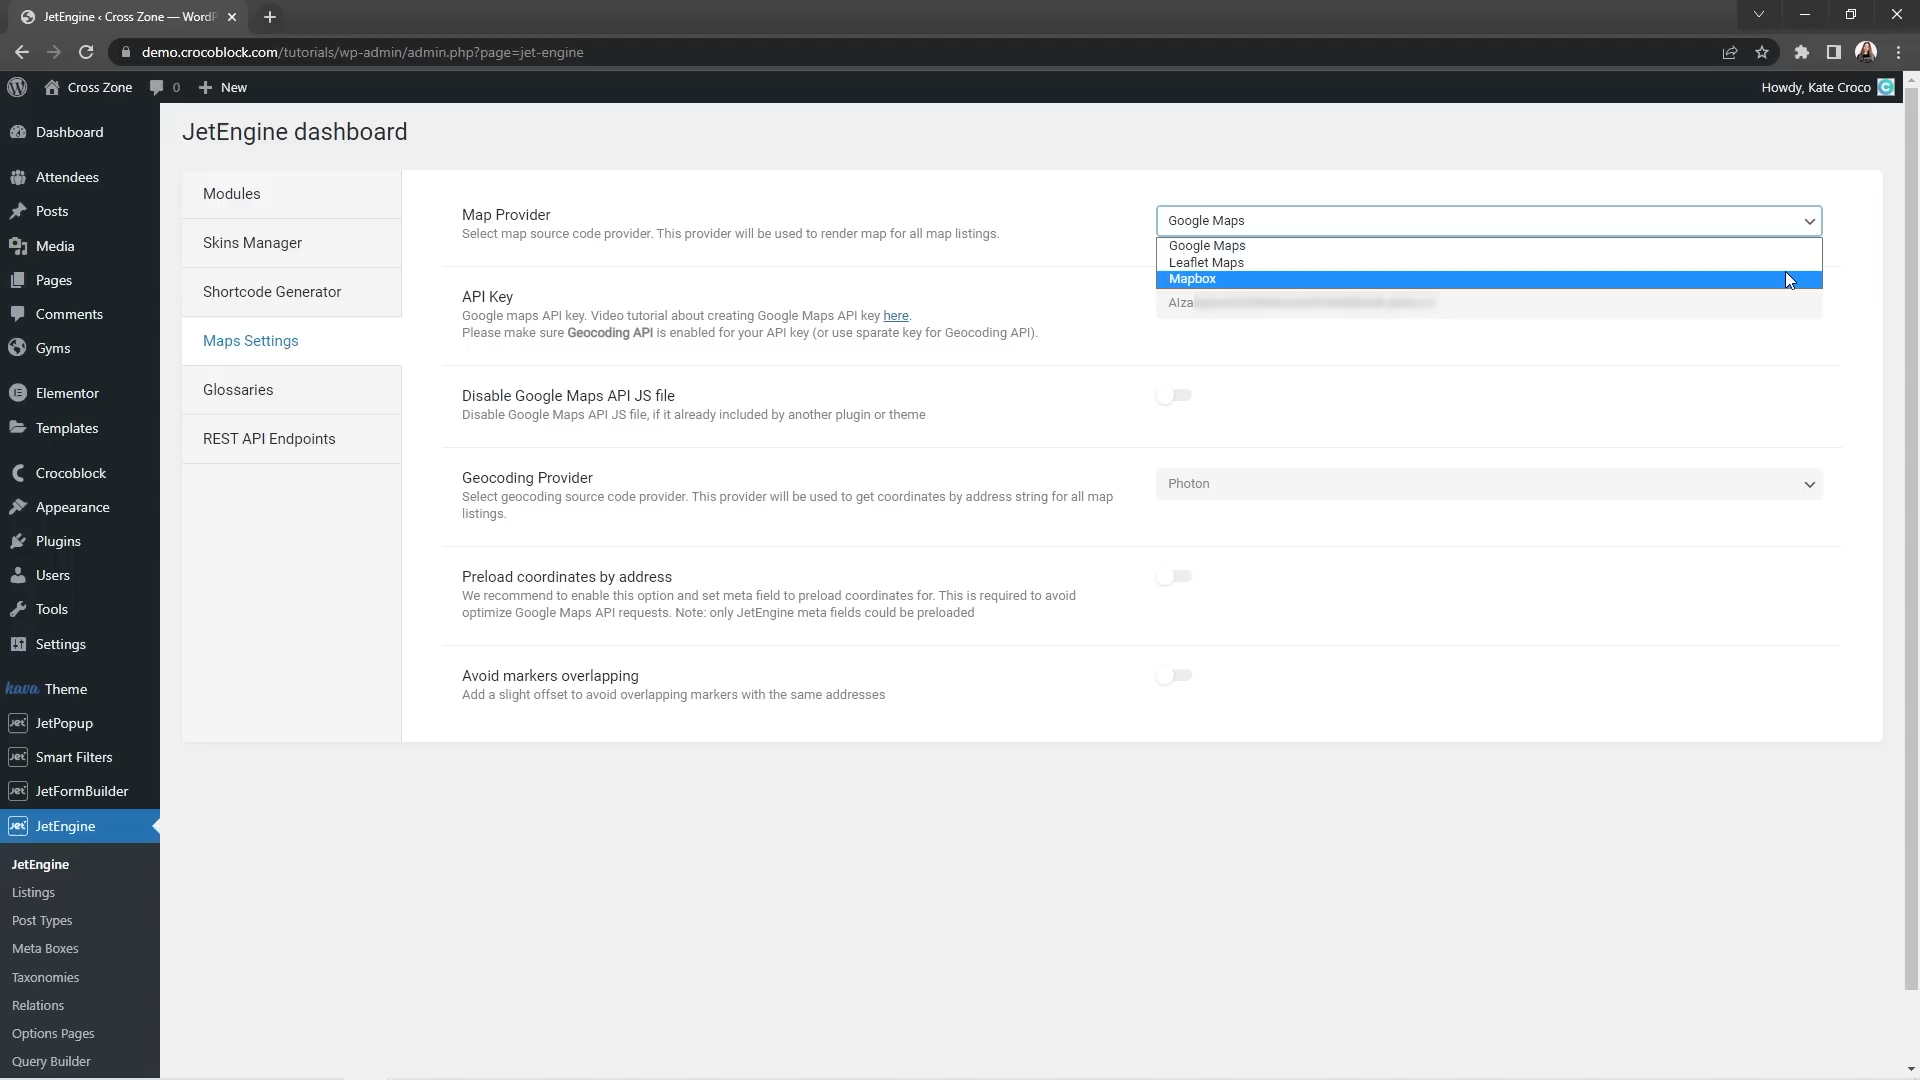 JetEngine ‹ Cross Zone — WordP
demo.crocoblock.com/tutorials/wp-admin/admin.php?page=jet-engine
Cross Zone
0
New
Howdy, Kate Croco
Dashboard
Attendees
Posts
Media
Pages
Comments
Gyms
Elementor
Templates
Crocoblock
Appearance
Plugins
Users
Tools
Settings
kava Theme
Jet JetPopup
Jet Smart Filters
Jet JetFormBuilder
Jet JetEngine
JetEngine
Listings
Post Types
Meta Boxes
Taxonomies
Relations
Options Pages
Query Builder
JetEngine dashboard
Modules
Skins Manager
Shortcode Generator
Maps Settings
Glossaries
REST API Endpoints
Map Provider
Select map source code provider. This provider will be used to render map for all map listings.
Google Maps
Google Maps
Leaflet Maps
Mapbox
API Key
Google maps API key. Video tutorial about creating Google Maps API key here.
Please make sure Geocoding API is enabled for your API key (or use sparate key for Geocoding API).
AIza
Disable Google Maps API JS file
Disable Google Maps API JS file, if it already included by another plugin or theme
Geocoding Provider
Select geocoding source code provider. This provider will be used to get coordinates by address string for all map
listings.
Photon
Preload coordinates by address
We recommend to enable this option and set meta field to preload coordinates for. This is required to avoid
optimize Google Maps API requests. Note: only JetEngine meta fields could be preloaded
Avoid markers overlapping
Add a slight offset to avoid overlapping markers with the same addresses